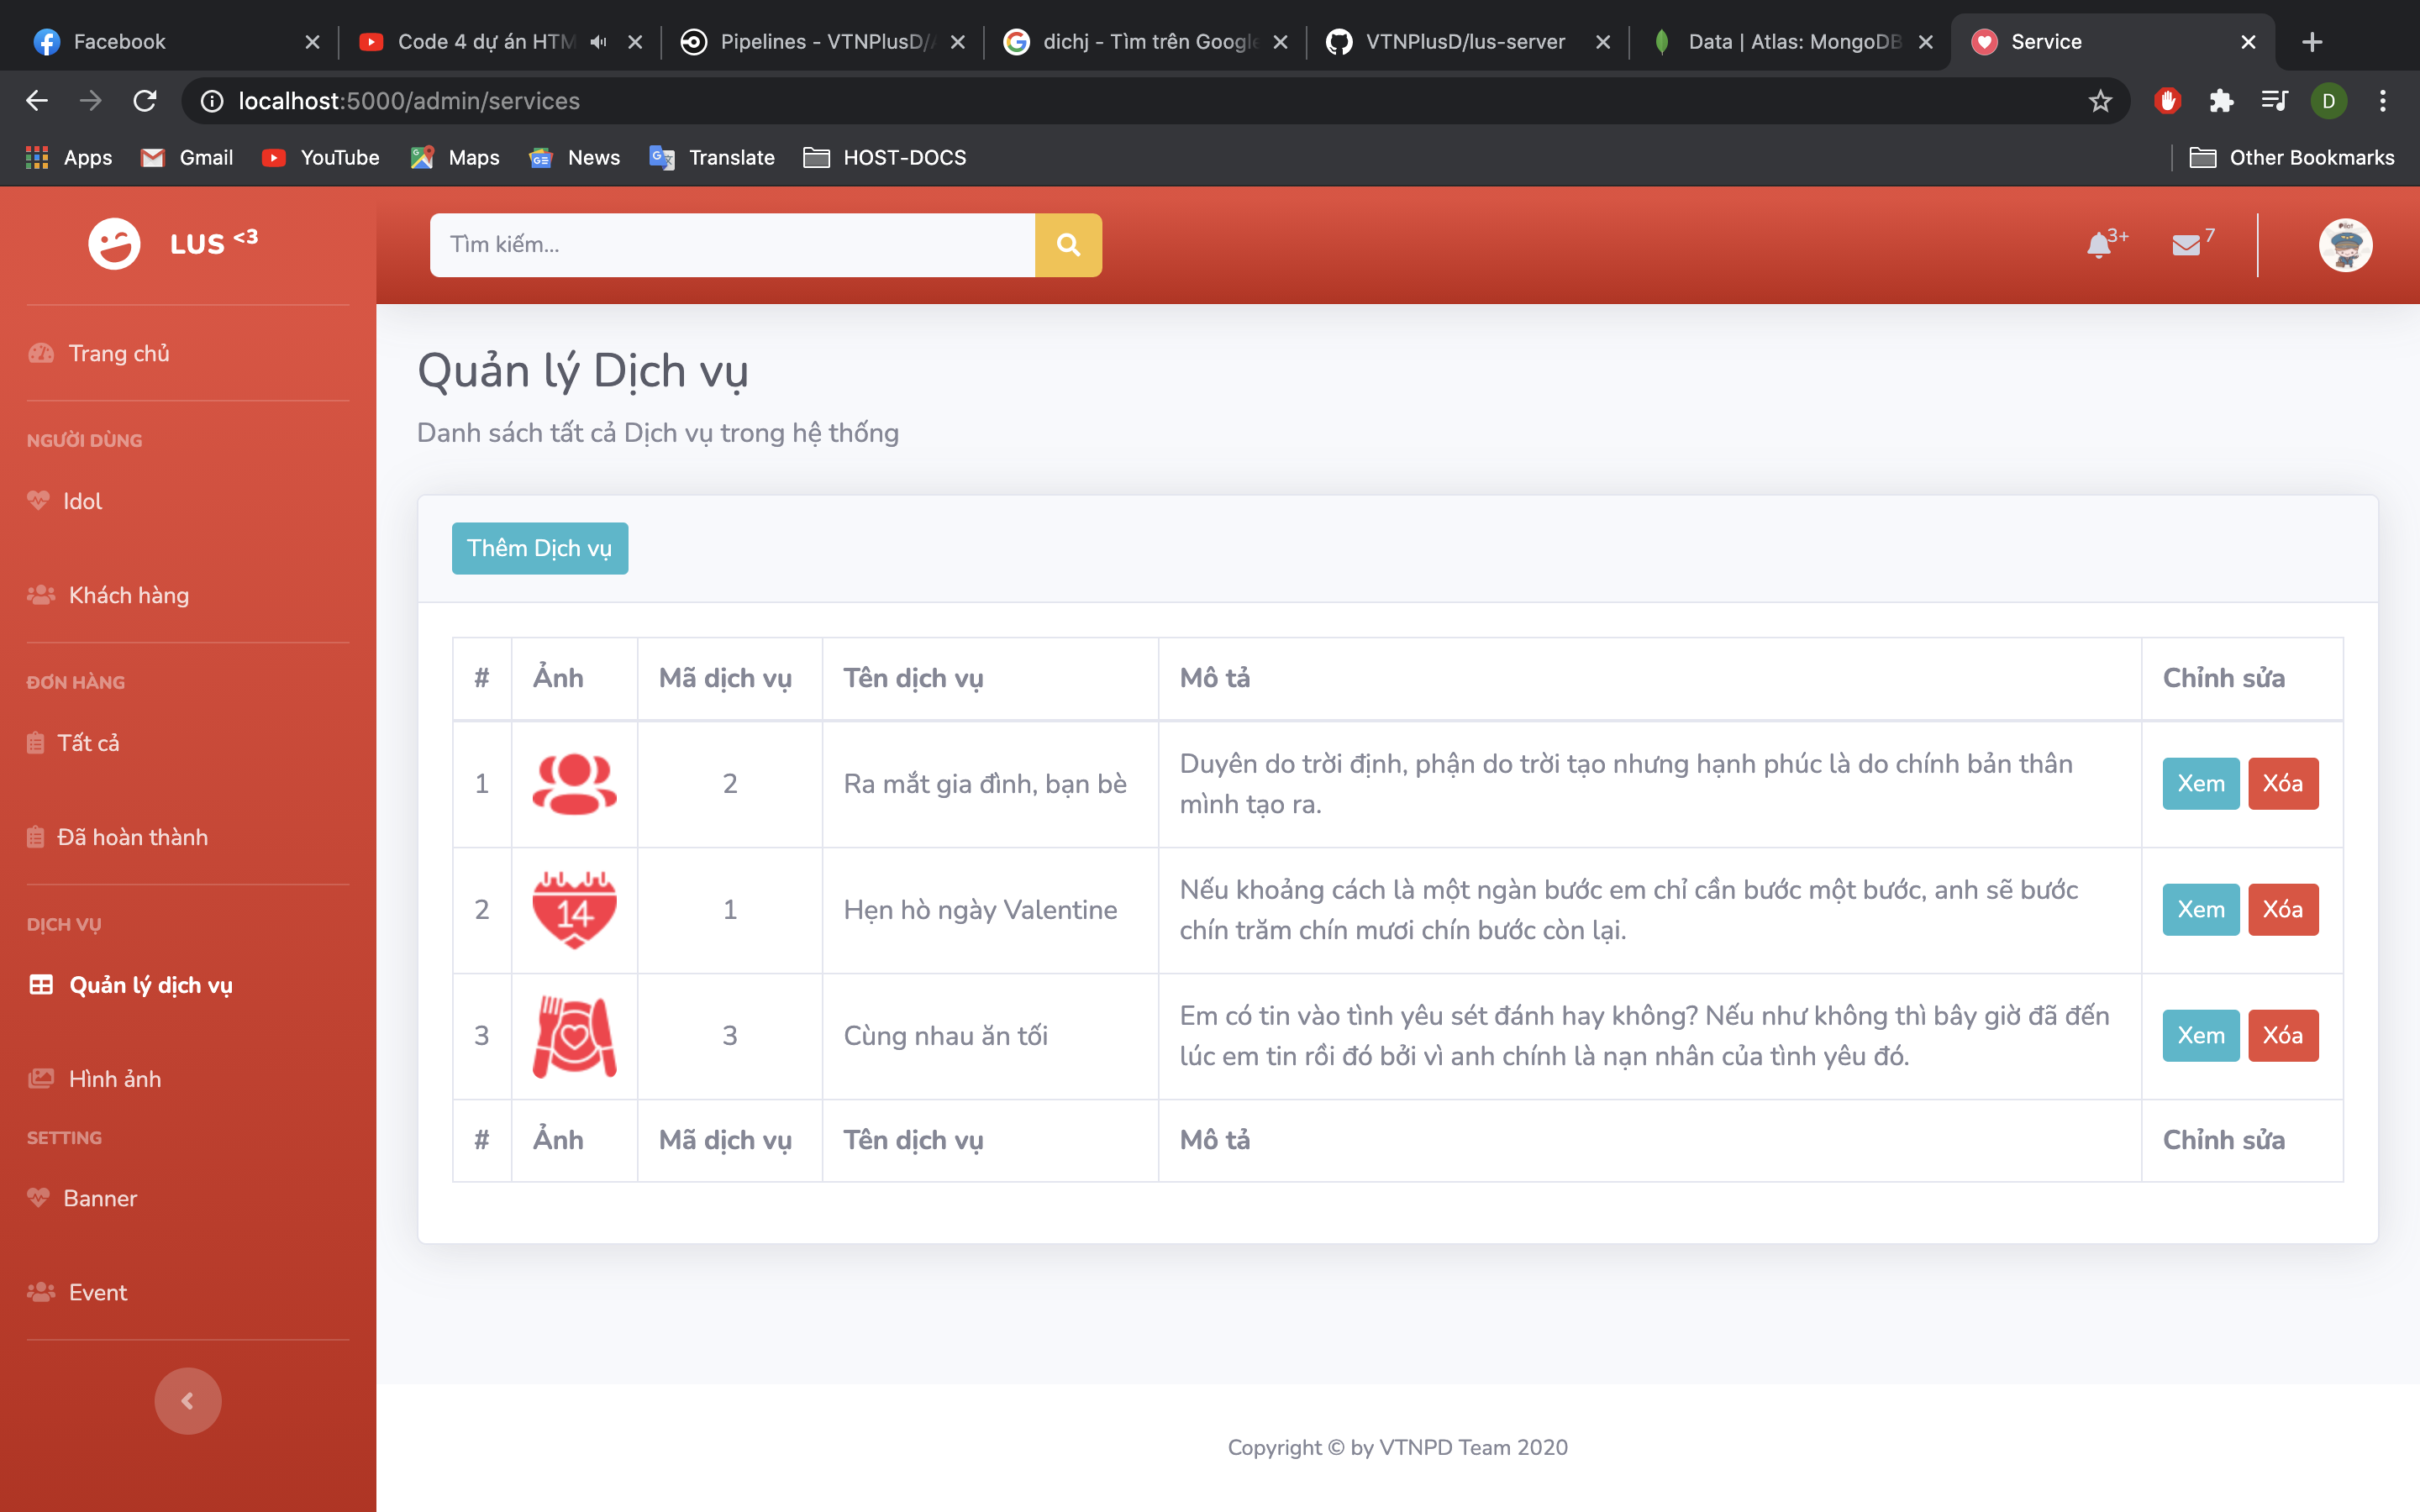 Facebook
Code 4 dự án HTM
Pipelines - VTNPlusD/
dichj - Tìm trên Google
VTNPlusD/lus-server
Data | Atlas: MongoDB
Service
localhost:5000/admin/services
D
Apps
Gmail
YouTube
Maps
News
Translate
HOST-DOCS
Other Bookmarks
LUS <3
Tìm kiếm...
3+
7
Trang chủ
NGƯỜI DÙNG
Idol
Khách hàng
ĐƠN HÀNG
Tất cả
Đã hoàn thành
DỊCH VỤ
Quản lý dịch vụ
Hình ảnh
SETTING
Banner
Event
Quản lý Dịch vụ
Danh sách tất cả Dịch vụ trong hệ thống
Thêm Dịch vụ
# Ảnh Mã dịch vụ Tên dịch vụ Mô tả Chỉnh sửa
1 2 Ra mắt gia đình, bạn bè Duyên do trời định, phận do trời tạo nhưng hạnh phúc là do chính bản thân
mình tạo ra.
Xem Xóa
2 14 1 Hẹn hò ngày Valentine Nếu khoảng cách là một ngàn bước em chỉ cần bước một bước, anh sẽ bước
chín trăm chín mươi chín bước còn lại.
Xem Xóa
3 3 Cùng nhau ăn tối Em có tin vào tình yêu sét đánh hay không? Nếu như không thì bây giờ đã đến
lúc em tin rồi đó bởi vì anh chính là nạn nhân của tình yêu đó.
Xem Xóa
# Ảnh Mã dịch vụ Tên dịch vụ Mô tả Chỉnh sửa
Copyright © by VTNPD Team 2020